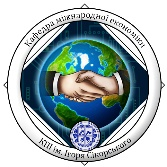 Кафедра міжнародної економіки
КПІ ім. Ігоря Сікорського